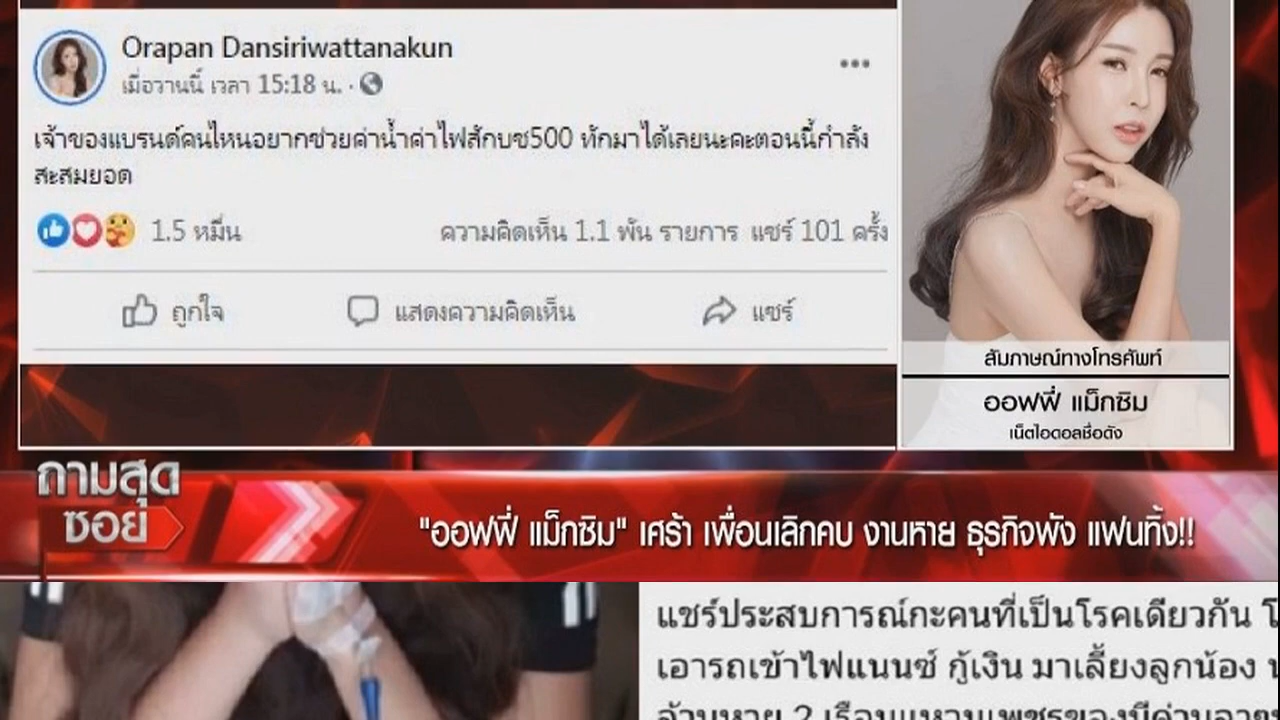 Orapan Dansiriwattanakun
เมื่อวานนี้ เวลา 15:18 น. ·
เจ้าของแบรนด์คนไหนอยากช่วยค่าน้ำค่าไฟสักบช500 ทักมาได้เลยนะคะตอนนี้กำลัง
สะสมยอด
1.5 หมื่น
ความคิดเห็น 1.1 พัน รายการ แชร์ 101 ครั้ง
ถูกใจ
แสดงความคิดเห็น
แชร์
สัมภาษณ์ทางโทรศัพท์
ออฟฟี่ แม็กซิม
เน็ตไอดอลชื่อดัง
ถามสุด
ซอย
"ออฟฟี่ แม็กซิม" เศร้า เพื่อนเลิกคบ งานหาย ธุรกิจพัง แฟนทิ้ง!!
แชร์ประสบการณ์กะคนที่เป็นโรคเดียวกัน
เอารถเข้าไฟแนนซ์ กู้เงิน มาเลี้ยงลูกน้อง